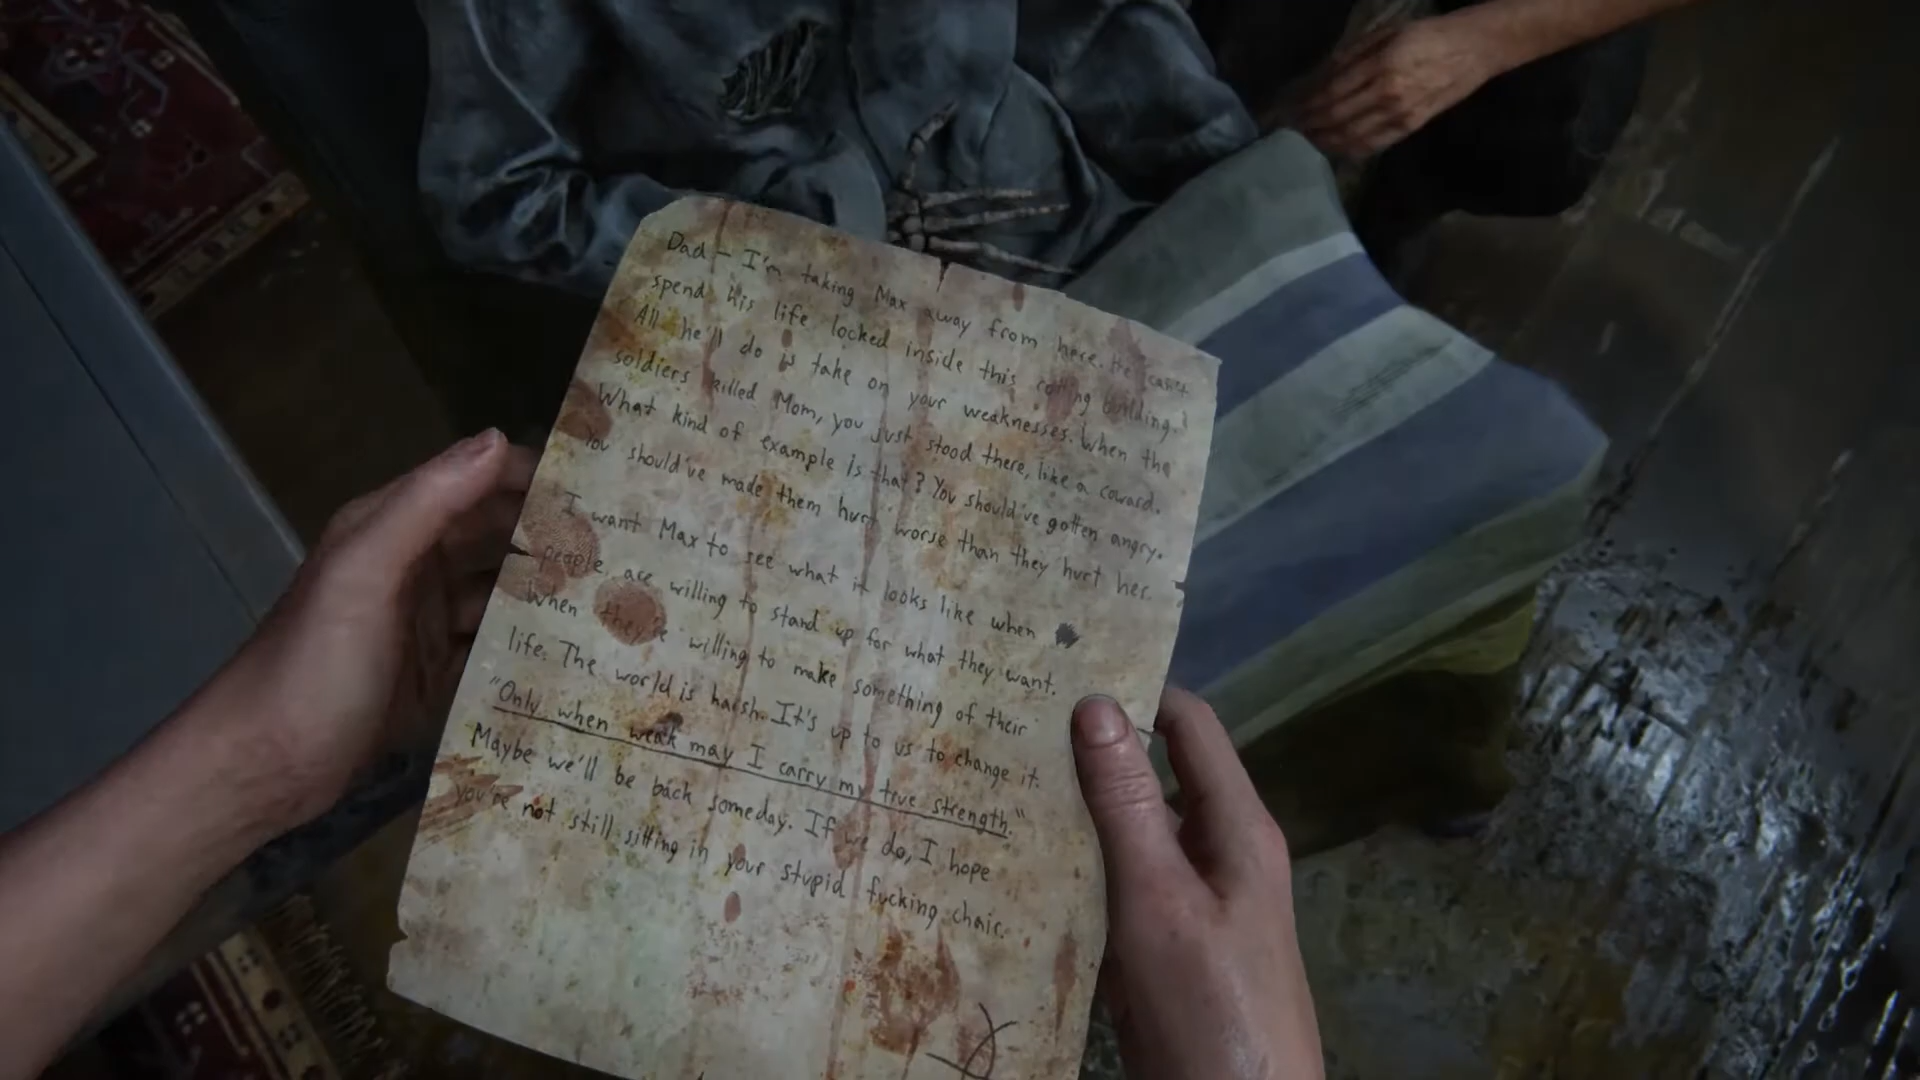 Dad – I'm taking Max away from here. He can't
spend his life locked inside this rotting building.
All he'll do is take on your weaknesses. When the
soldiers killed Mom, you just stood there, like a coward.
What kind of example is that? You should've gotten angry.
You should've made them hurt worse than they hurt her.
I want Max to see what it looks like when
people are willing to stand up for what they want.
When they're willing to make something of their
life. The world is harsh. It's up to us to change it.
"Only when weak may I carry my true strength."
Maybe we'll be back someday. If we do, I hope
you're not still sitting in your stupid fucking chair.